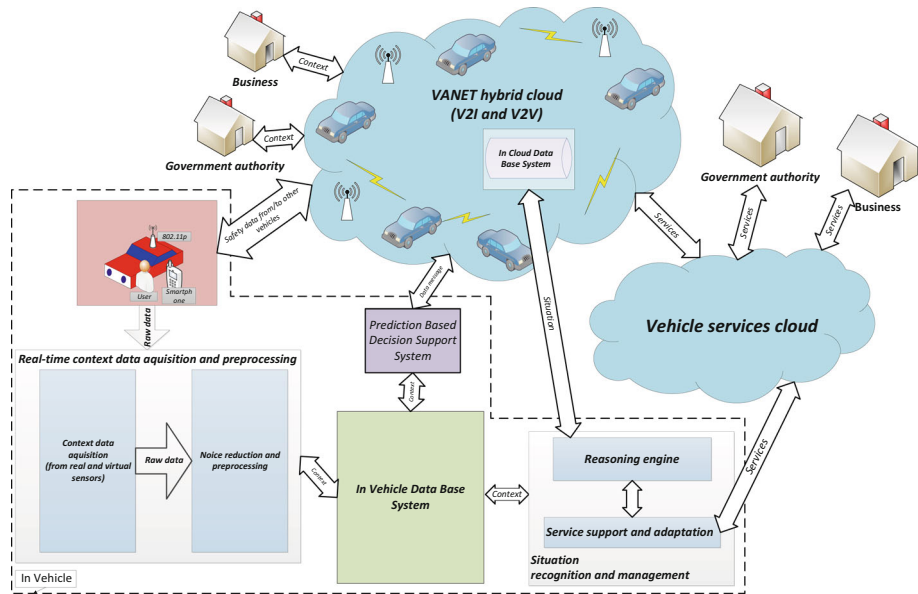 Context
Business
VANET hybrid cloud
(V2I and V2V)
Context
Government authority
In Cloud Data
Base System
Government authority
Business
Safety data from/to other
vehicles
Services
Services
Services
802.11p
User
Smartph
one
Data message
Situation
Raw data
Prediction Based
Decision Support
System
Vehicle services cloud
Real-time context data aquisition and preprocessing
Context
Context data
aqusition
(from real and virtual
sensors)
Raw data
Noice reduction and
preprocessing
Context
In Vehicle Data Base
System
Context
Reasoning engine
Services
Service support and adaptation
Situation
recognition and management
In Vehicle